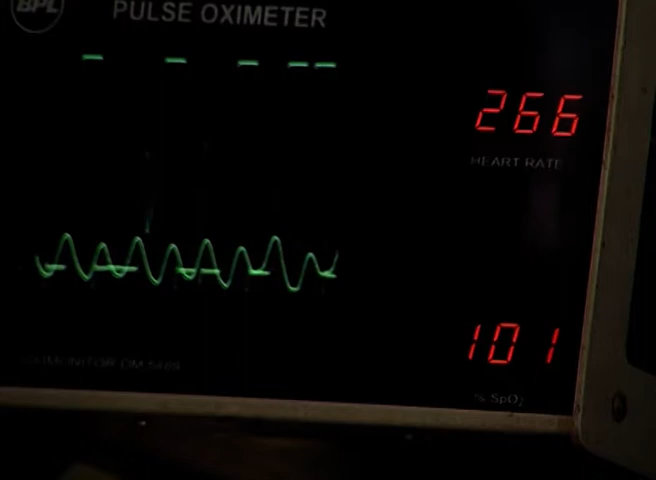 BPL
PULSE OXIMETER
266
HEART RATE
101
% SpO2